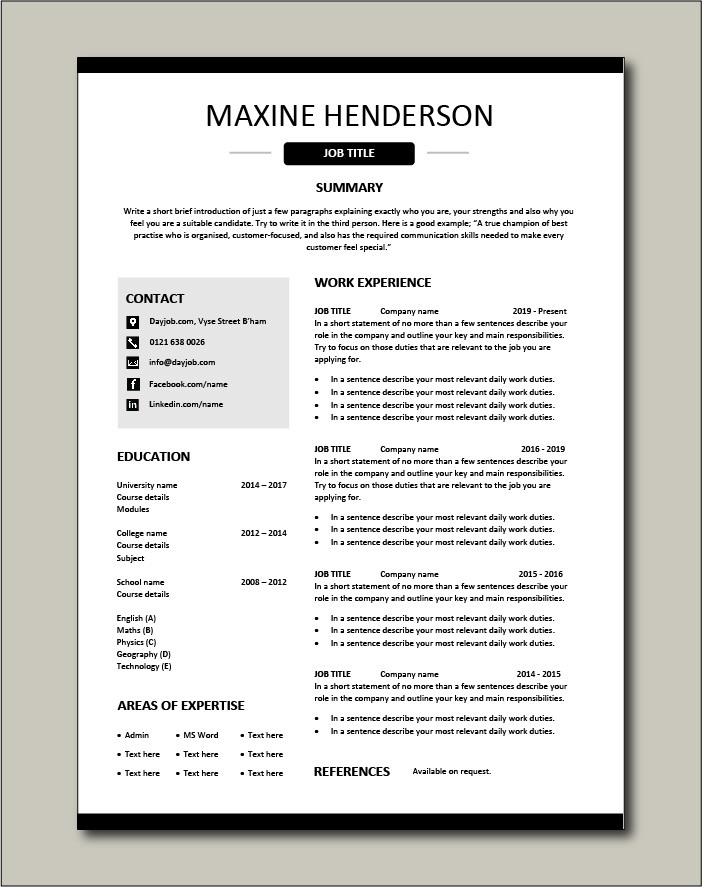 MAXINE HENDERSON
JOB TITLE
SUMMARY
Write a short brief introduction of just a few paragraphs explaining exactly who you are, your strengths and also why you
feel you are a suitable candidate. Try to write it in the third person. Here is a good example; “A true champion of best
practise who is organised, customer-focused, and also has the required communication skills needed to make every
customer feel special.”
CONTACT
Dayjob.com, Vyse Street B’ham
0121 638 0026
info@dayjob.com
Facebook.com/name
Linkedin.com/name
EDUCATION
University name 2014 – 2017
Course details
Modules
College name 2012 – 2014
Course details
Subject
School name 2008 – 2012
Course details
English (A)
Maths (B)
Physics (C)
Geography (D)
Technology (E)
AREAS OF EXPERTISE
• Admin • MS Word • Text here
• Text here • Text here • Text here
• Text here • Text here • Text here
WORK EXPERIENCE
JOB TITLE Company name 2019 - Present
In a short statement of no more than a few sentences describe your
role in the company and outline your key and main responsibilities.
Try to focus on those duties that are relevant to the job you are
applying for.
• In a sentence describe your most relevant daily work duties.
• In a sentence describe your most relevant daily work duties.
• In a sentence describe your most relevant daily work duties.
• In a sentence describe your most relevant daily work duties.
JOB TITLE Company name 2016 - 2019
In a short statement of no more than a few sentences describe your
role in the company and outline your key and main responsibilities.
Try to focus on those duties that are relevant to the job you are
applying for.
• In a sentence describe your most relevant daily work duties.
• In a sentence describe your most relevant daily work duties.
• In a sentence describe your most relevant daily work duties.
JOB TITLE Company name 2015 - 2016
In a short statement of no more than a few sentences describe your
role in the company and outline your key and main responsibilities.
• In a sentence describe your most relevant daily work duties.
• In a sentence describe your most relevant daily work duties.
• In a sentence describe your most relevant daily work duties.
JOB TITLE Company name 2014 - 2015
In a short statement of no more than a few sentences describe your
role in the company and outline your key and main responsibilities.
• In a sentence describe your most relevant daily work duties.
• In a sentence describe your most relevant daily work duties.
REFERENCES Available on request.